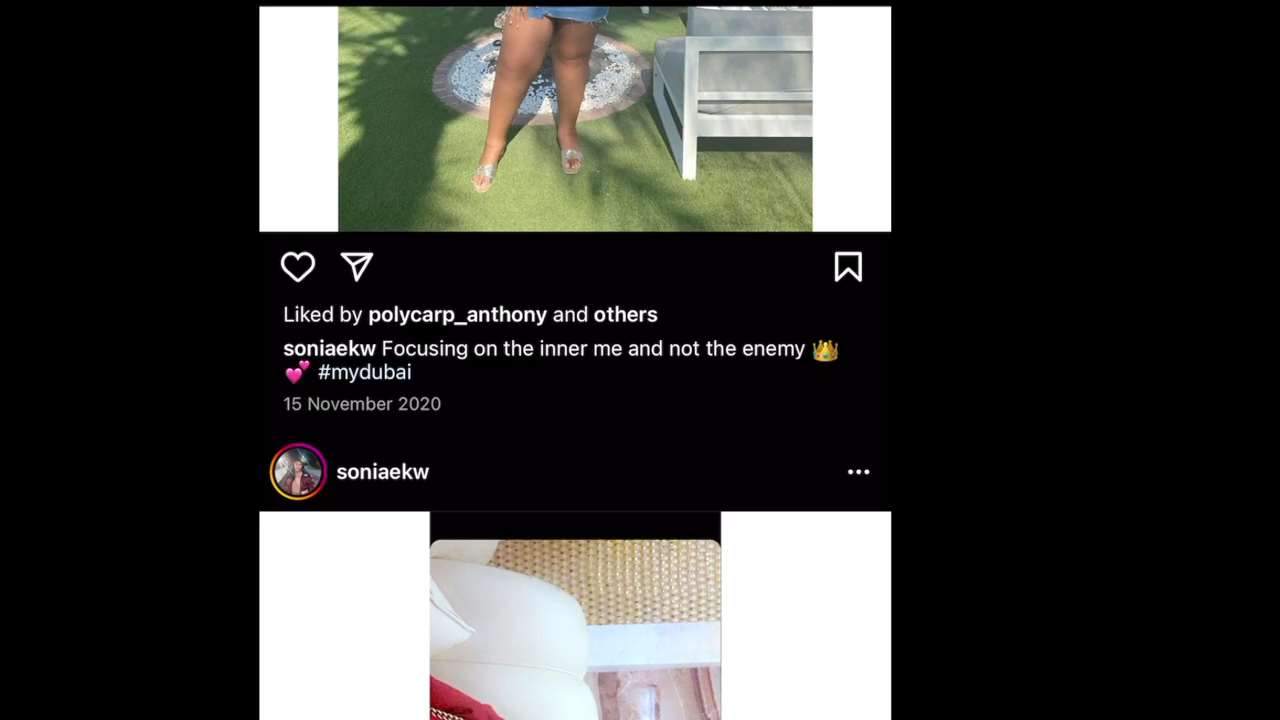 Liked by polycarp_anthony and others
soniaekw Focusing on the inner me and not the enemy 👑
💕 #mydubai
15 November 2020
soniaekw